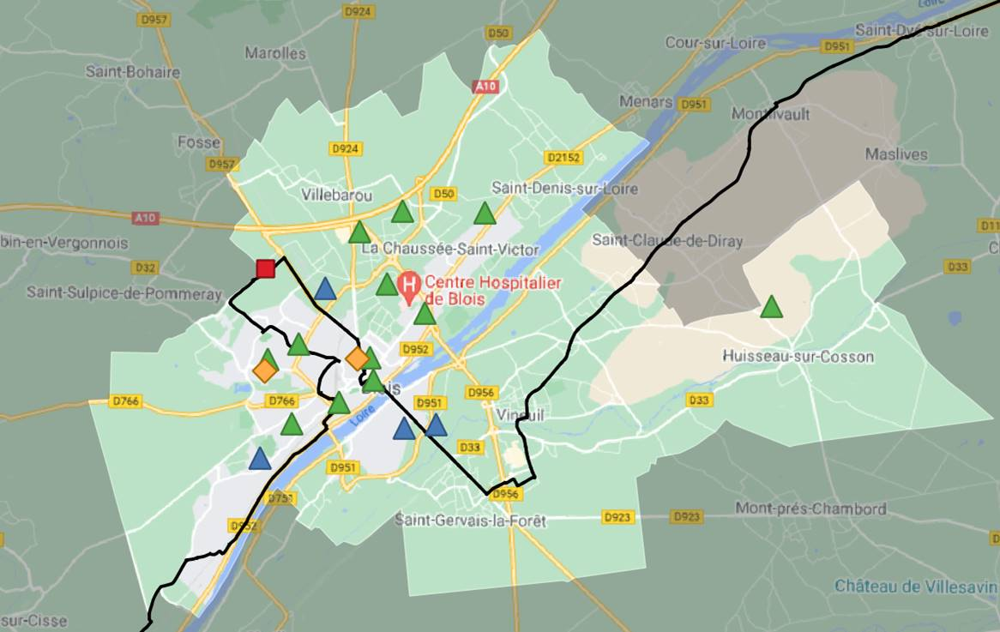 Loire
D957
D924
D50
Saint-Dyé-sur-Loire
Cour-sur-Loire
D951
Marolles
Saint-Bohaire
A10
Menars
D951
Montlivault
Fosse
D924
D957
D2152
Maslives
Villebarou
D50
Saint-Denis-sur-Loire
A10
bin-en-Vergonnois
Saint-Claude-de-Diray
D11
La Chaussée-Saint-Victor
D32
D33
Centre Hospitalier
de Blois
Saint-Sulpice-de-Pommeray
D952
Huisseau-sur-Cosson
Blois
D766
D766
D951
D956
D33
Loire
Vineuil
D33
D951
D751
D956
D952
Saint-Gervais-la-Forêt
D923
D923
Mont-prés-Chambord
Château de Villesavin
sur-Cisse